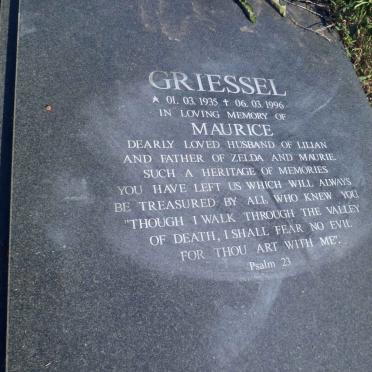 GRIESSEL
★ 01. 03. 1935 ✝ 06. 03. 1996
IN LOVING MEMORY OF
MAURICE
DEARLY LOVED HUSBAND OF LILIAN
AND FATHER OF ZELDA AND MAURIE.
SUCH A HERITAGE OF MEMORIES
YOU HAVE LEFT US WHICH WILL ALWAYS
BE TREASURED BY ALL WHO KNEW YOU
"THOUGH I WALK THROUGH THE VALLEY
OF DEATH, I SHALL FEAR NO EVIL
FOR THOU ART WITH ME".
Psalm 23